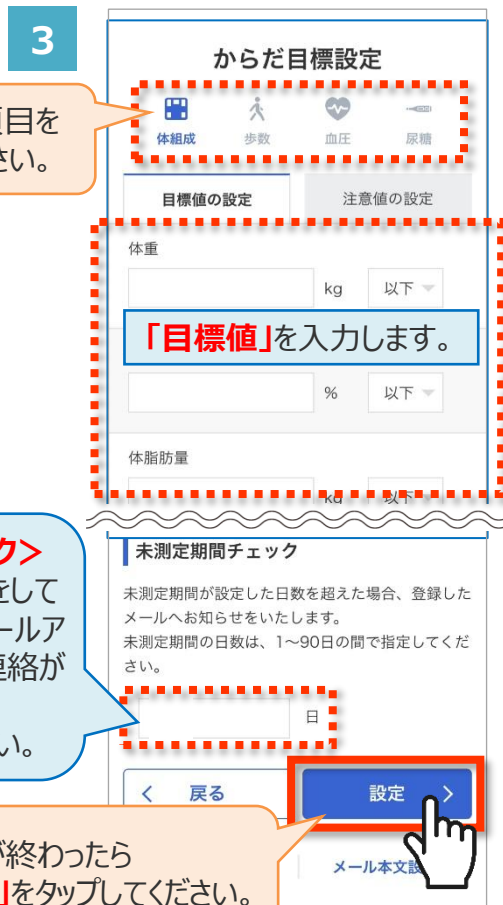 3
からだ目標設定
体組成
歩数
血圧
尿糖
項目を
さい。
目標値の設定
注意値の設定
体重
kg
以下
「目標値」を入力します。
%
以下
体脂肪量
kg
以下
ク>
をして
ールア
連絡が
い。
未測定期間チェック
未測定期間が設定した日数を超えた場合、登録した
メールへお知らせをいたします。
未測定期間の日数は、1~90日の間で指定してくだ
さい。
日
戻る
設定
が終わったら
」をタップしてください。
メール本文設